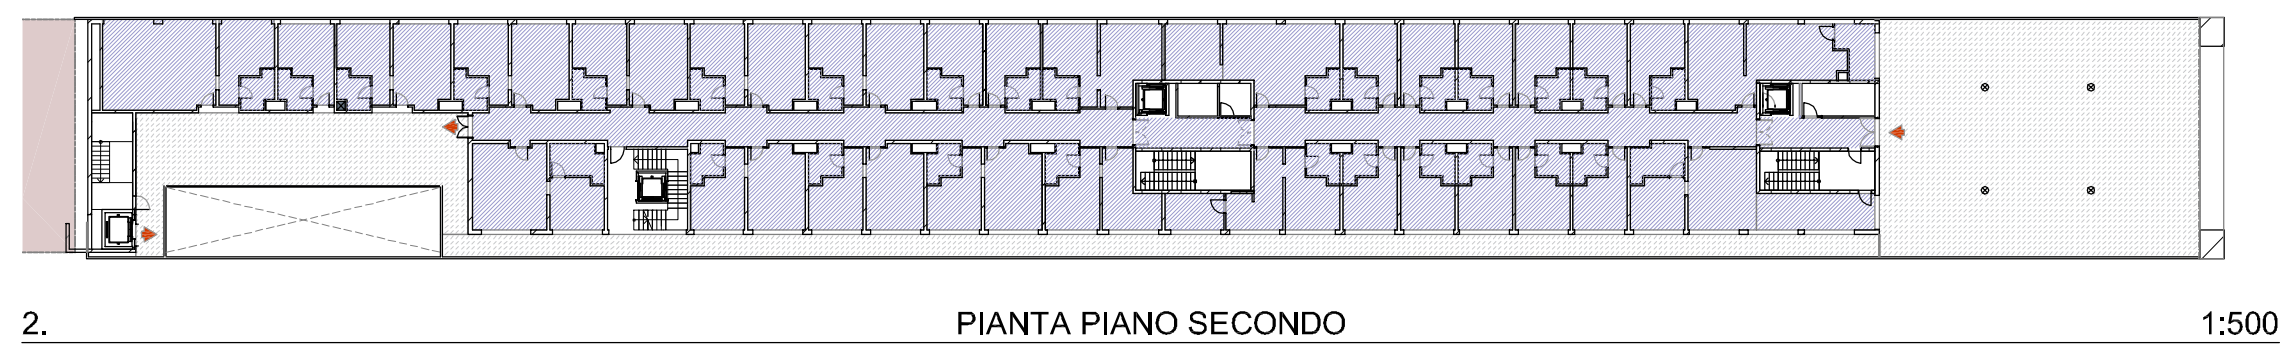 2. PIANTA PIANO SECONDO 1:500